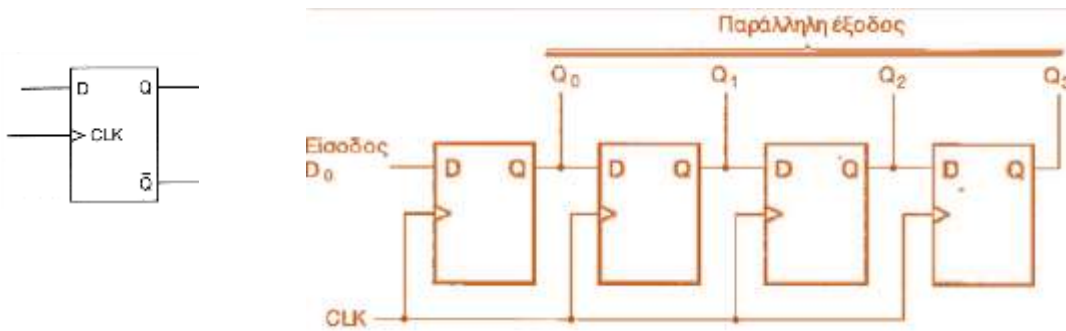 D Q
CLK
Q̅
Παράλληλη έξοδος
Q₀ Q₁ Q₂ Q₃
Είσοδος
D₀
D Q D Q D Q D Q
CLK